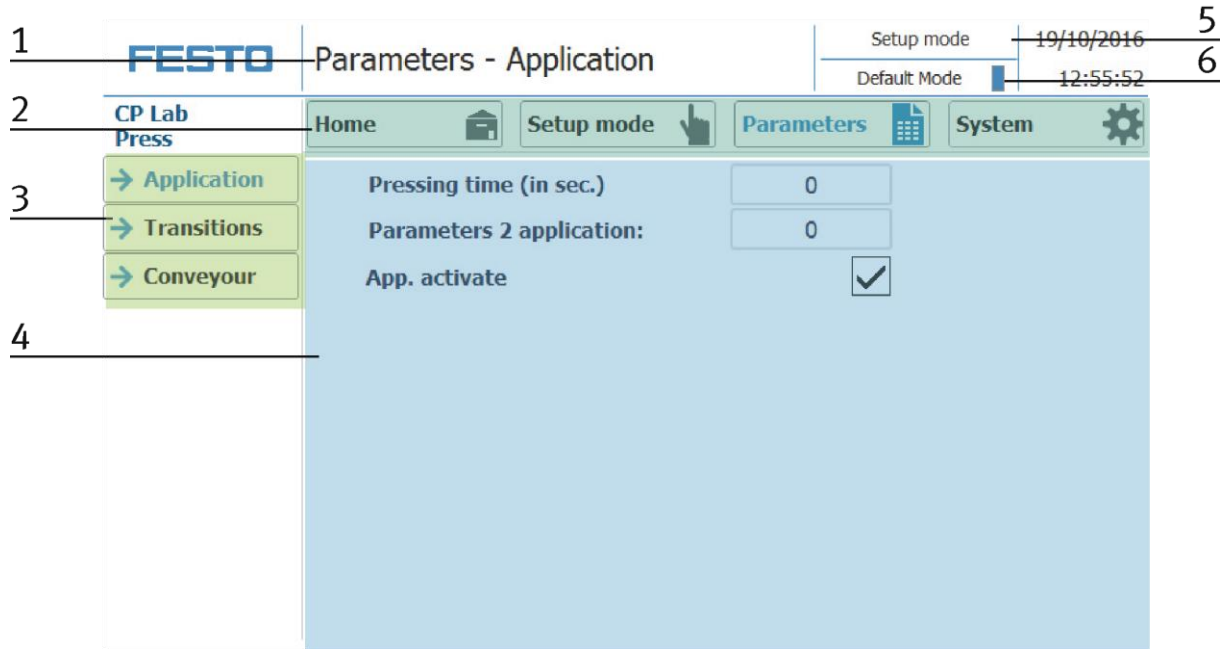 1
FESTO
Parameters - Application
Setup mode
19/10/2016
5
Default Mode
12:55:52
6
2
CP Lab
Press
Home
Setup mode
Parameters
System
3
Application
Transitions
Conveyour
Pressing time (in sec.)
0
Parameters 2 application:
0
App. activate
4